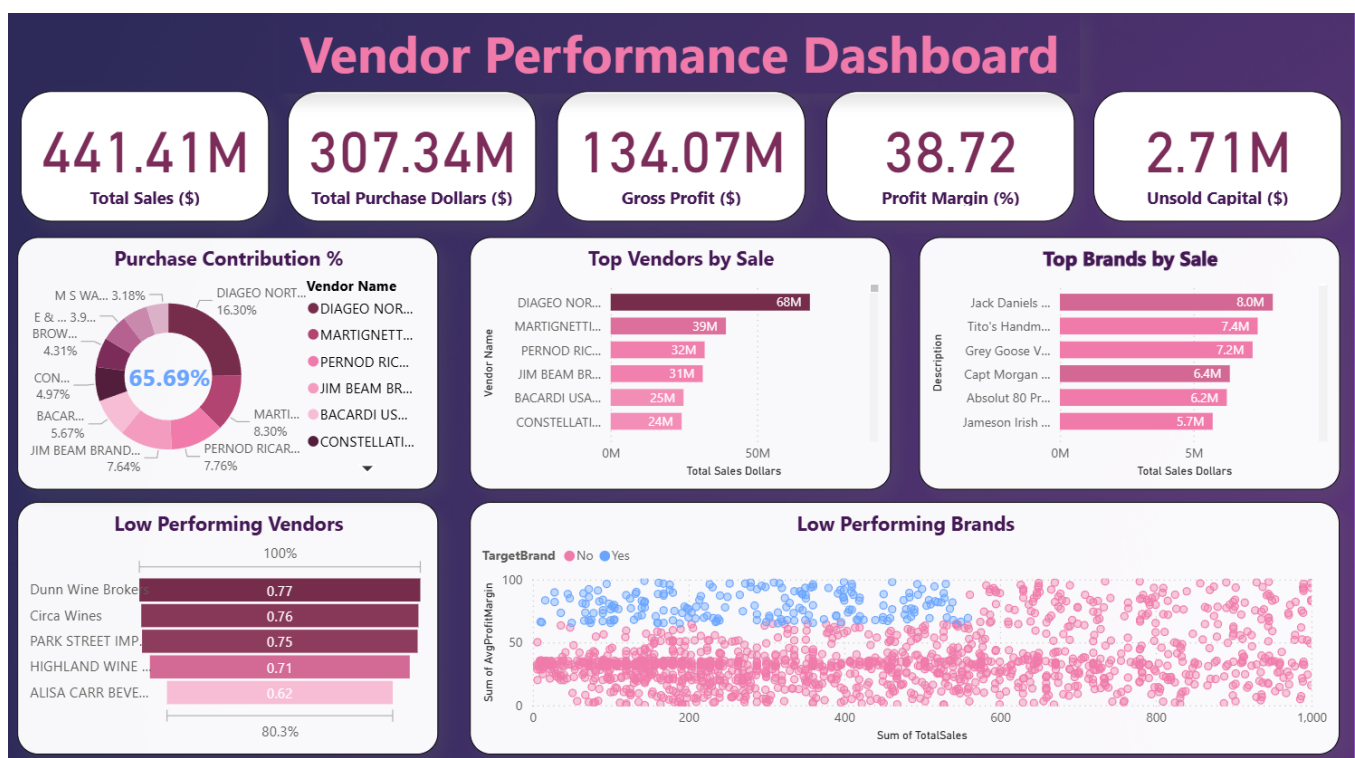 Vendor Performance Dashboard
441.41M
Total Sales ($)
307.34M
Total Purchase Dollars ($)
134.07M
Gross Profit ($)
38.72
Profit Margin (%)
2.71M
Unsold Capital ($)
Purchase Contribution %
M S WA... 3.18%
E & ... 3.9...
BROW...
4.31%
CON...
4.97%
BACAR...
5.67%
JIM BEAM BRAND...
7.64%
DIAGEO NORT...
16.30%
MARTI...
8.30%
PERNOD RICAR...
7.76%
65.69%
Vendor Name
DIAGEO NOR...
MARTIGNETT...
PERNOD RIC...
JIM BEAM BR...
BACARDI US...
CONSTELLATI...
Top Vendors by Sale
Vendor Name
DIAGEO NOR... 68M
MARTIGNETTI... 39M
PERNOD RIC... 32M
JIM BEAM BR... 31M
BACARDI USA... 25M
CONSTELLATI... 24M
0M 50M
Total Sales Dollars
Top Brands by Sale
Description
Jack Daniels ... 8.0M
Tito's Handm... 7.4M
Grey Goose V... 7.2M
Capt Morgan ... 6.4M
Absolut 80 Pr... 6.2M
Jameson Irish ... 5.7M
0M 5M
Total Sales Dollars
Low Performing Vendors
100%
Dunn Wine Brokers 0.77
Circa Wines 0.76
PARK STREET IMP... 0.75
HIGHLAND WINE ... 0.71
ALISA CARR BEVE... 0.62
80.3%
Low Performing Brands
TargetBrand No Yes
Sum of AvgProfitMargin
100
50
0
0 200 400 600 800 1,000
Sum of TotalSales